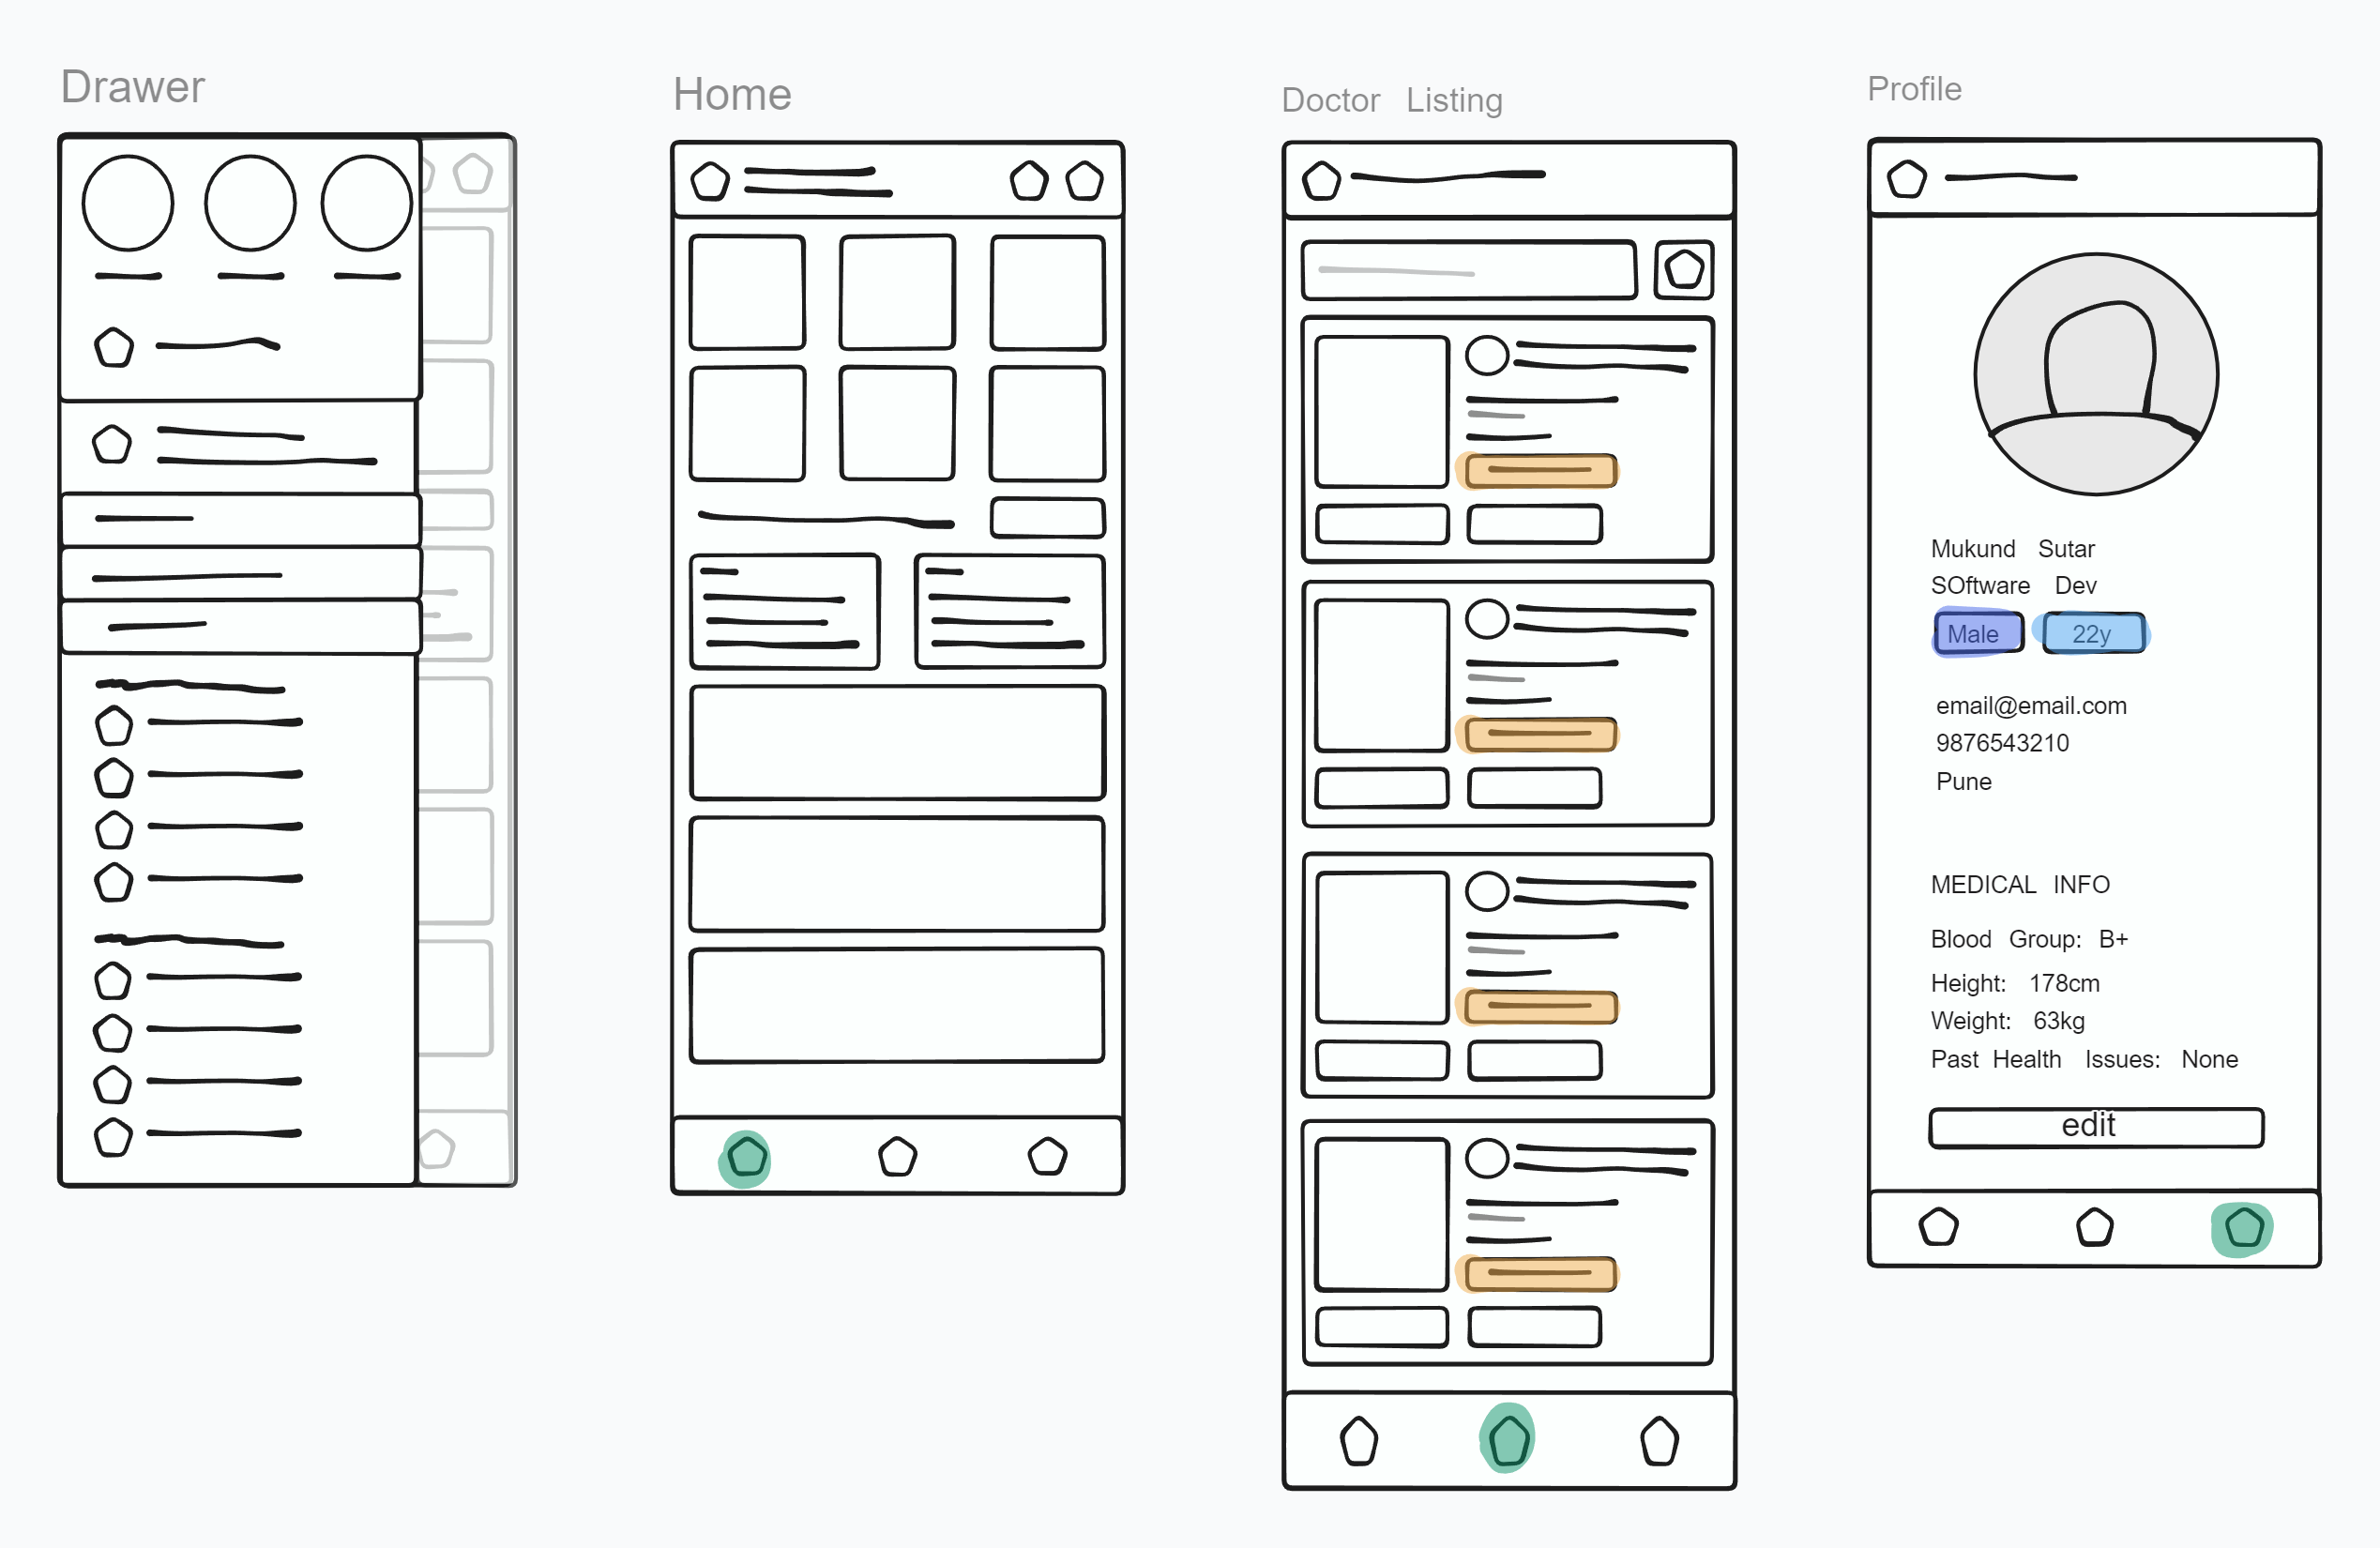 Drawer
Home
Doctor Listing
Profile
Mukund Sutar
SOftware Dev
Male 22y
email@email.com
9876543210
Pune
MEDICAL INFO
Blood Group: B+
Height: 178cm
Weight: 63kg
Past Health Issues: None
edit